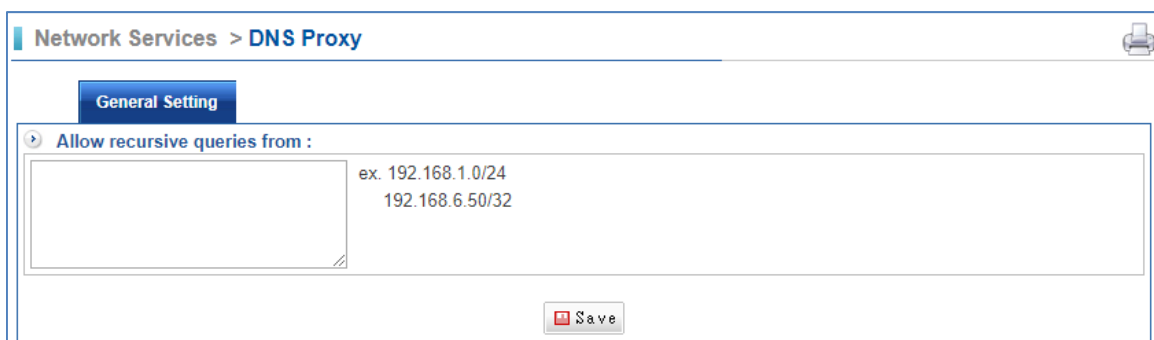 Network Services > DNS Proxy
General Setting
Allow recursive queries from :
ex. 192.168.1.0/24
192.168.6.50/32
Save